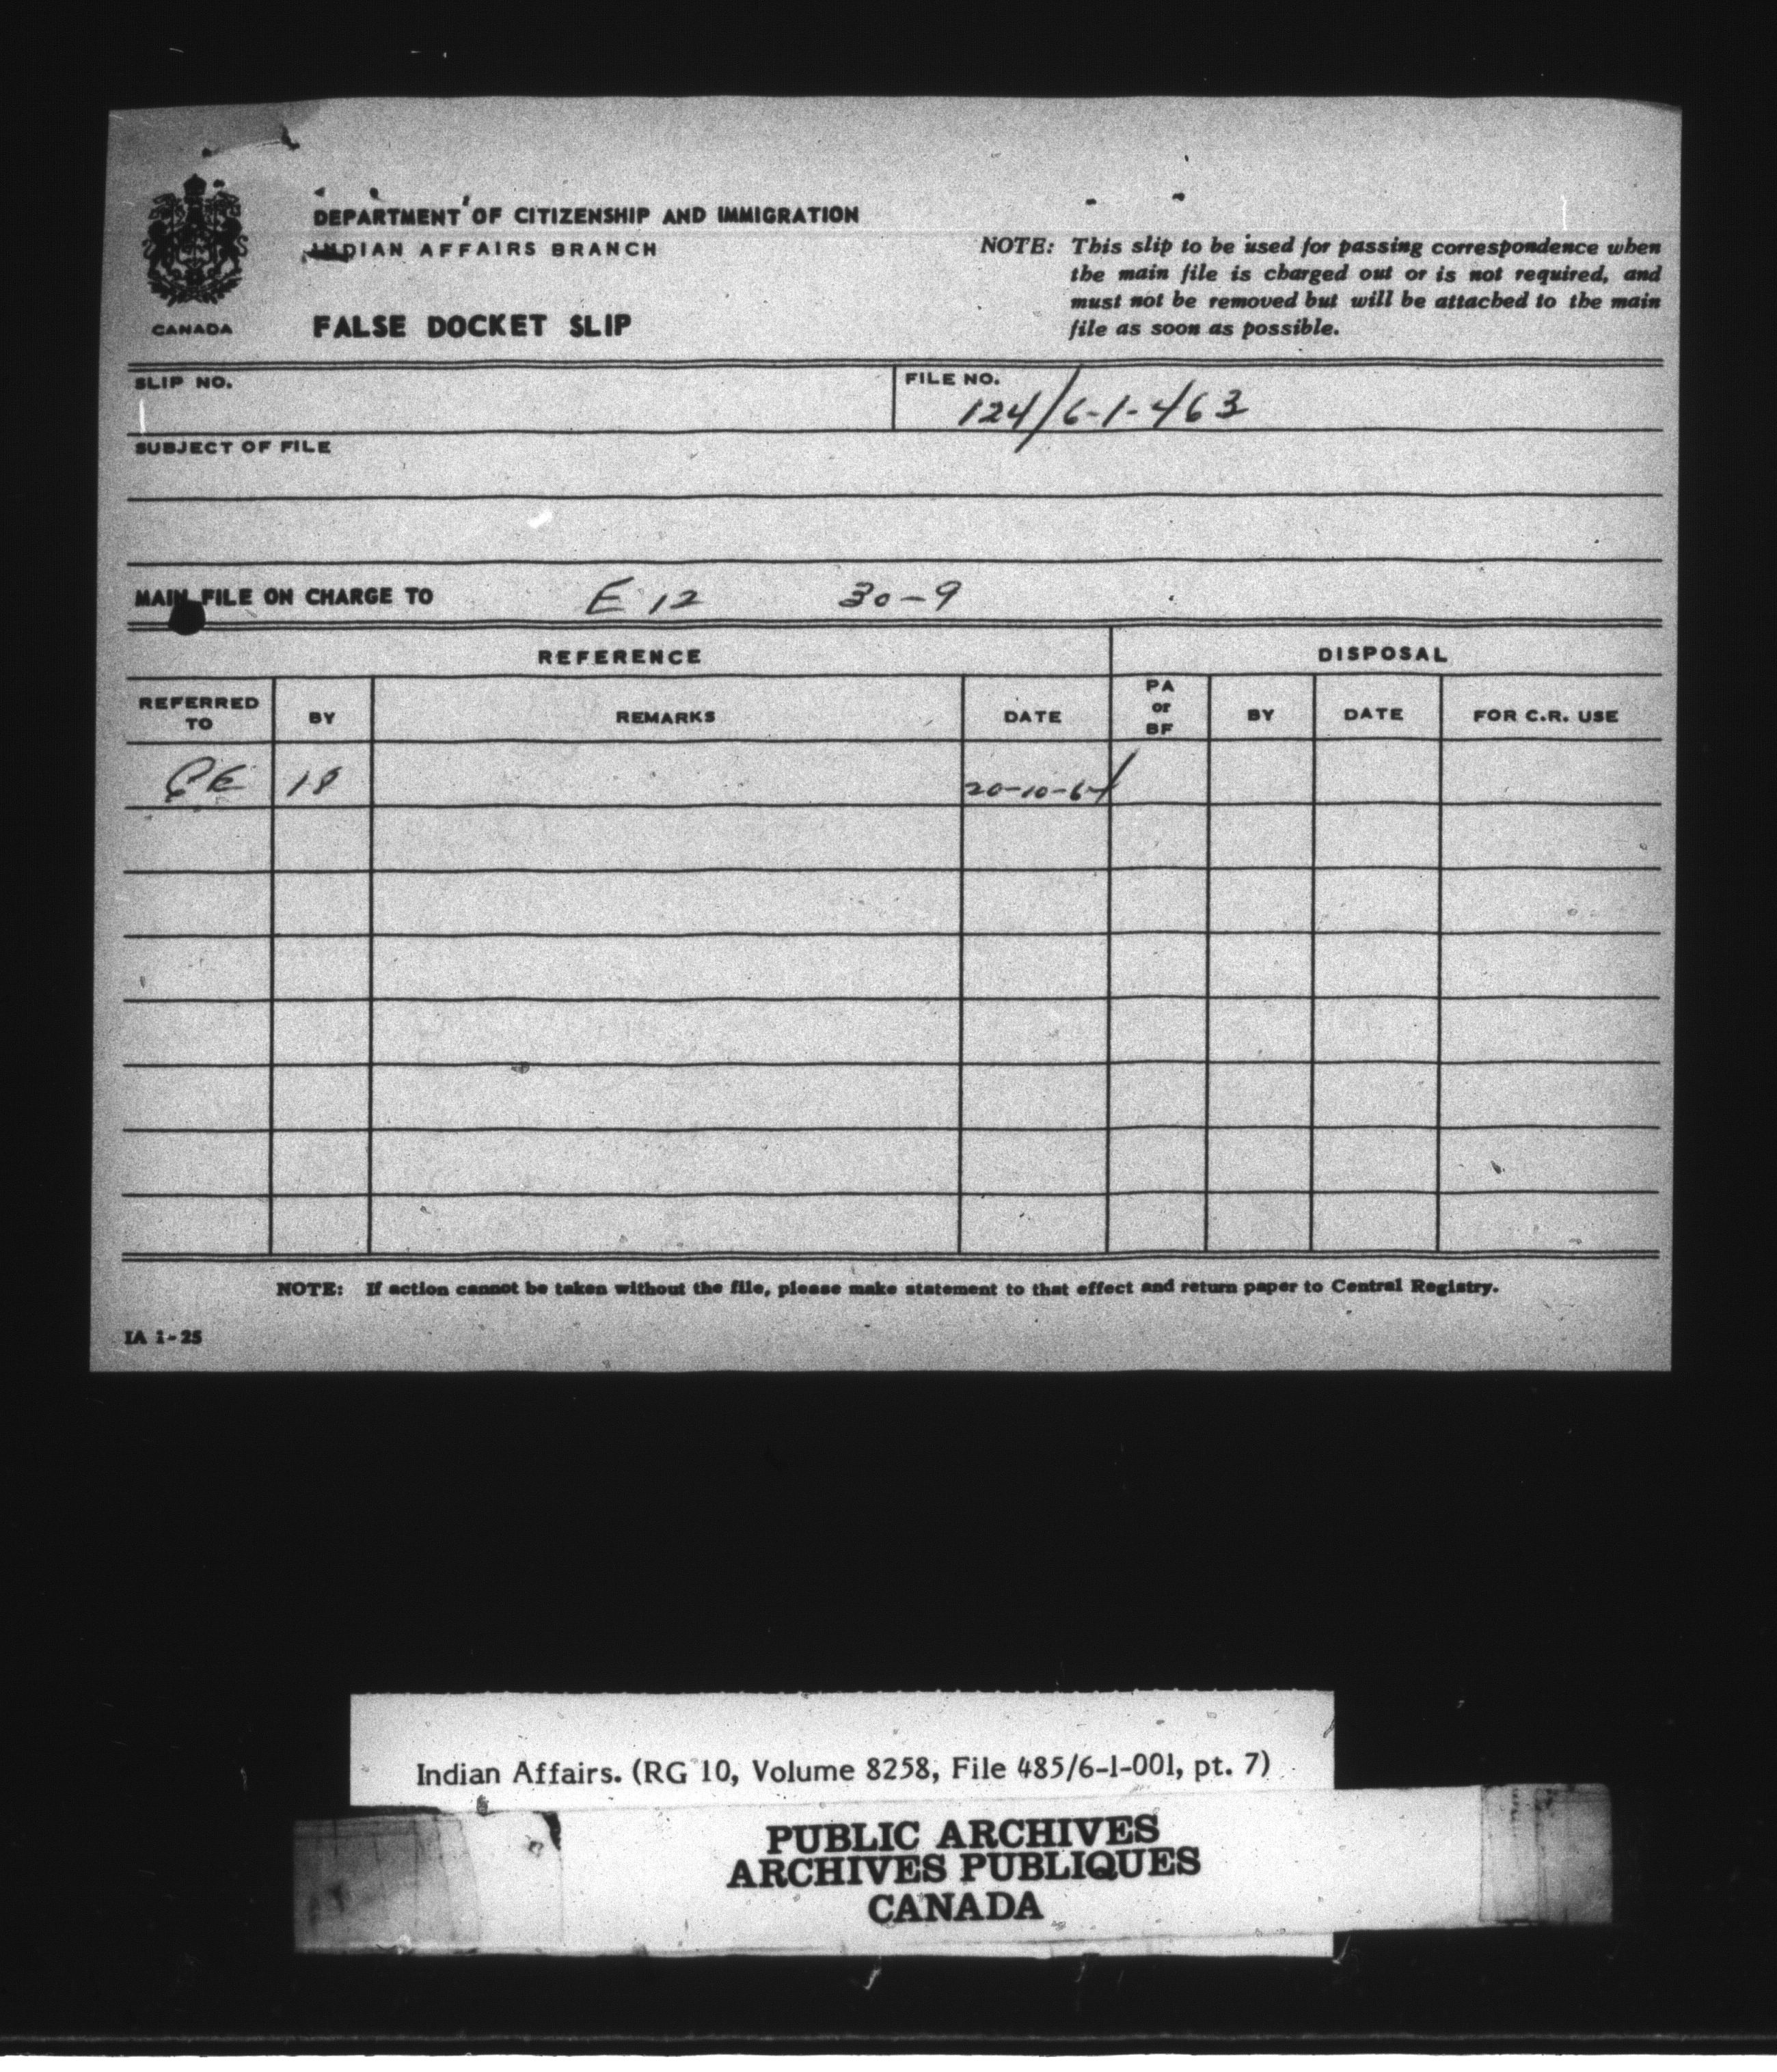 DEPARTMENT OF CITIZENSHIP AND IMMIGRATION
INDIAN AFFAIRS BRANCH
CANADA
FALSE DOCKET SLIP
NOTE: This slip to be used for passing correspondence when
the main file is charged out or is not required, and
must not be removed but will be attached to the main
file as soon as possible.
SLIP NO.
FILE NO.
124/6-1-463
SUBJECT OF FILE
MAIN FILE ON CHARGE TO E 12 30-9
REFERENCE DISPOSAL
REFERRED TO BY REMARKS DATE PA or BF BY DATE FOR C.R. USE
18 20-10-64
NOTE: If action cannot be taken without the file, please make statement to that effect and return paper to Central Registry.
IA 1-25
Indian Affairs. (RG 10, Volume 8258, File 485/6-1-001, pt. 7)
PUBLIC ARCHIVES
ARCHIVES PUBLIQUES
CANADA